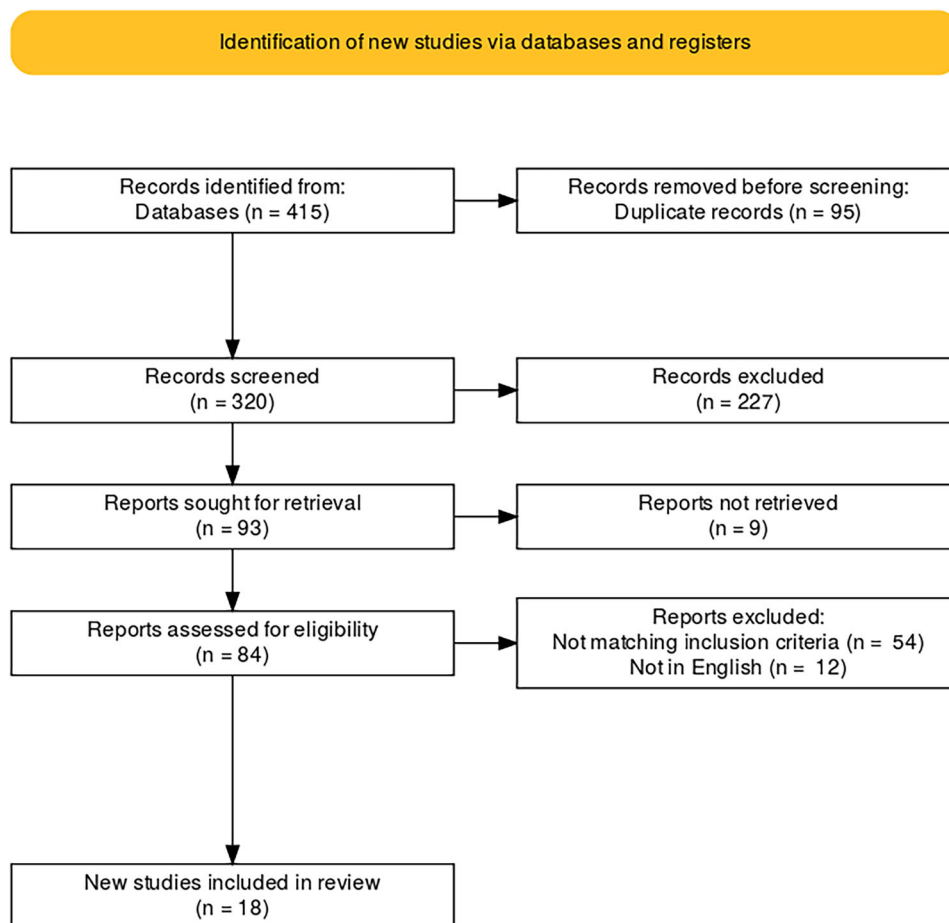 Identification of new studies via databases and registers
Records identified from:
Databases (n = 415)
Records removed before screening:
Duplicate records (n = 95)
Records screened
(n = 320)
Records excluded
(n = 227)
Reports sought for retrieval
(n = 93)
Reports not retrieved
(n = 9)
Reports assessed for eligibility
(n = 84)
Reports excluded:
Not matching inclusion criteria (n = 54)
Not in English (n = 12)
New studies included in review
(n = 18)